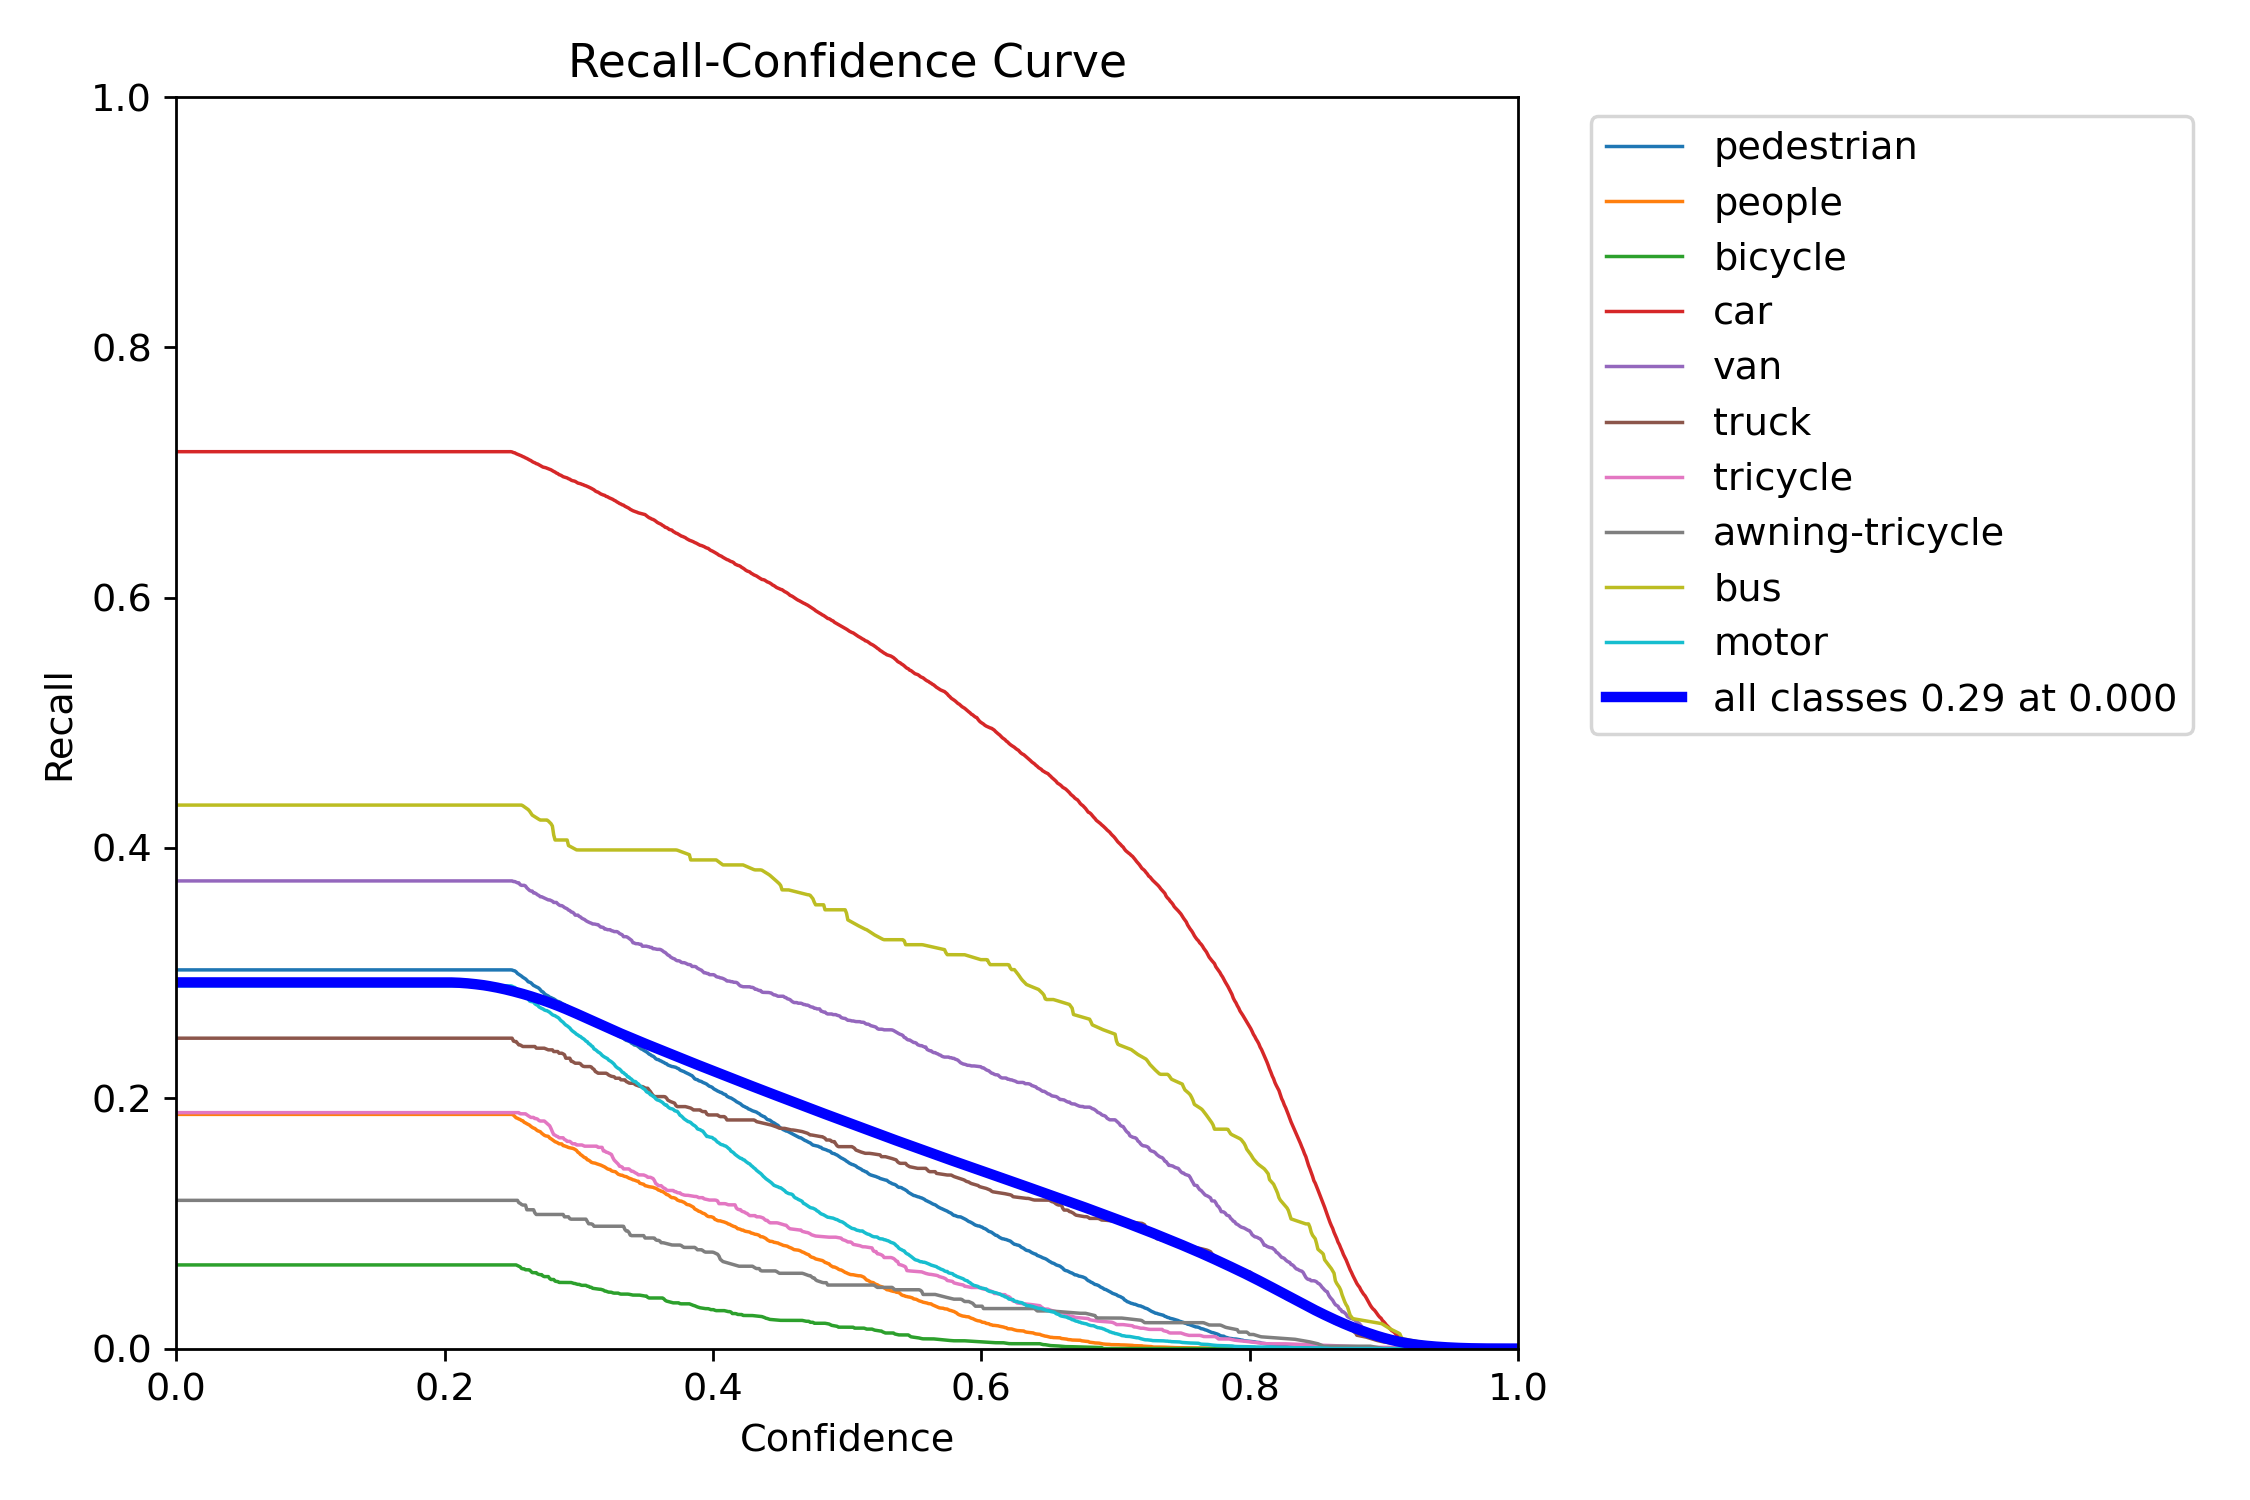 Recall-Confidence Curve
1.0
0.8
0.6
0.4
0.2
0.0
Recall
0.0 0.2 0.4 0.6 0.8 1.0
Confidence
pedestrian
people
bicycle
car
van
truck
tricycle
awning-tricycle
bus
motor
all classes 0.29 at 0.000